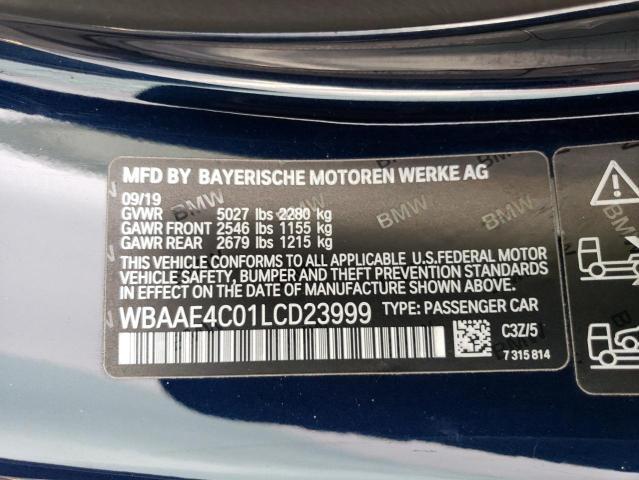 MFD BY BAYERISCHE MOTOREN WERKE AG
09/19
GVWR 5027 lbs 2280 kg
GAWR FRONT 2546 lbs 1155 kg
GAWR REAR 2679 lbs 1215 kg
THIS VEHICLE CONFORMS TO ALL APPLICABLE U.S.FEDERAL MOTOR
VEHICLE SAFETY, BUMPER AND THEFT PREVENTION STANDARDS
IN EFFECT ON THE DATE OF MANUFACTURE SHOWN ABOVE.
WBAAE4C01LCD23999 TYPE: PASSENGER CAR
C3Z/5
7 315 814